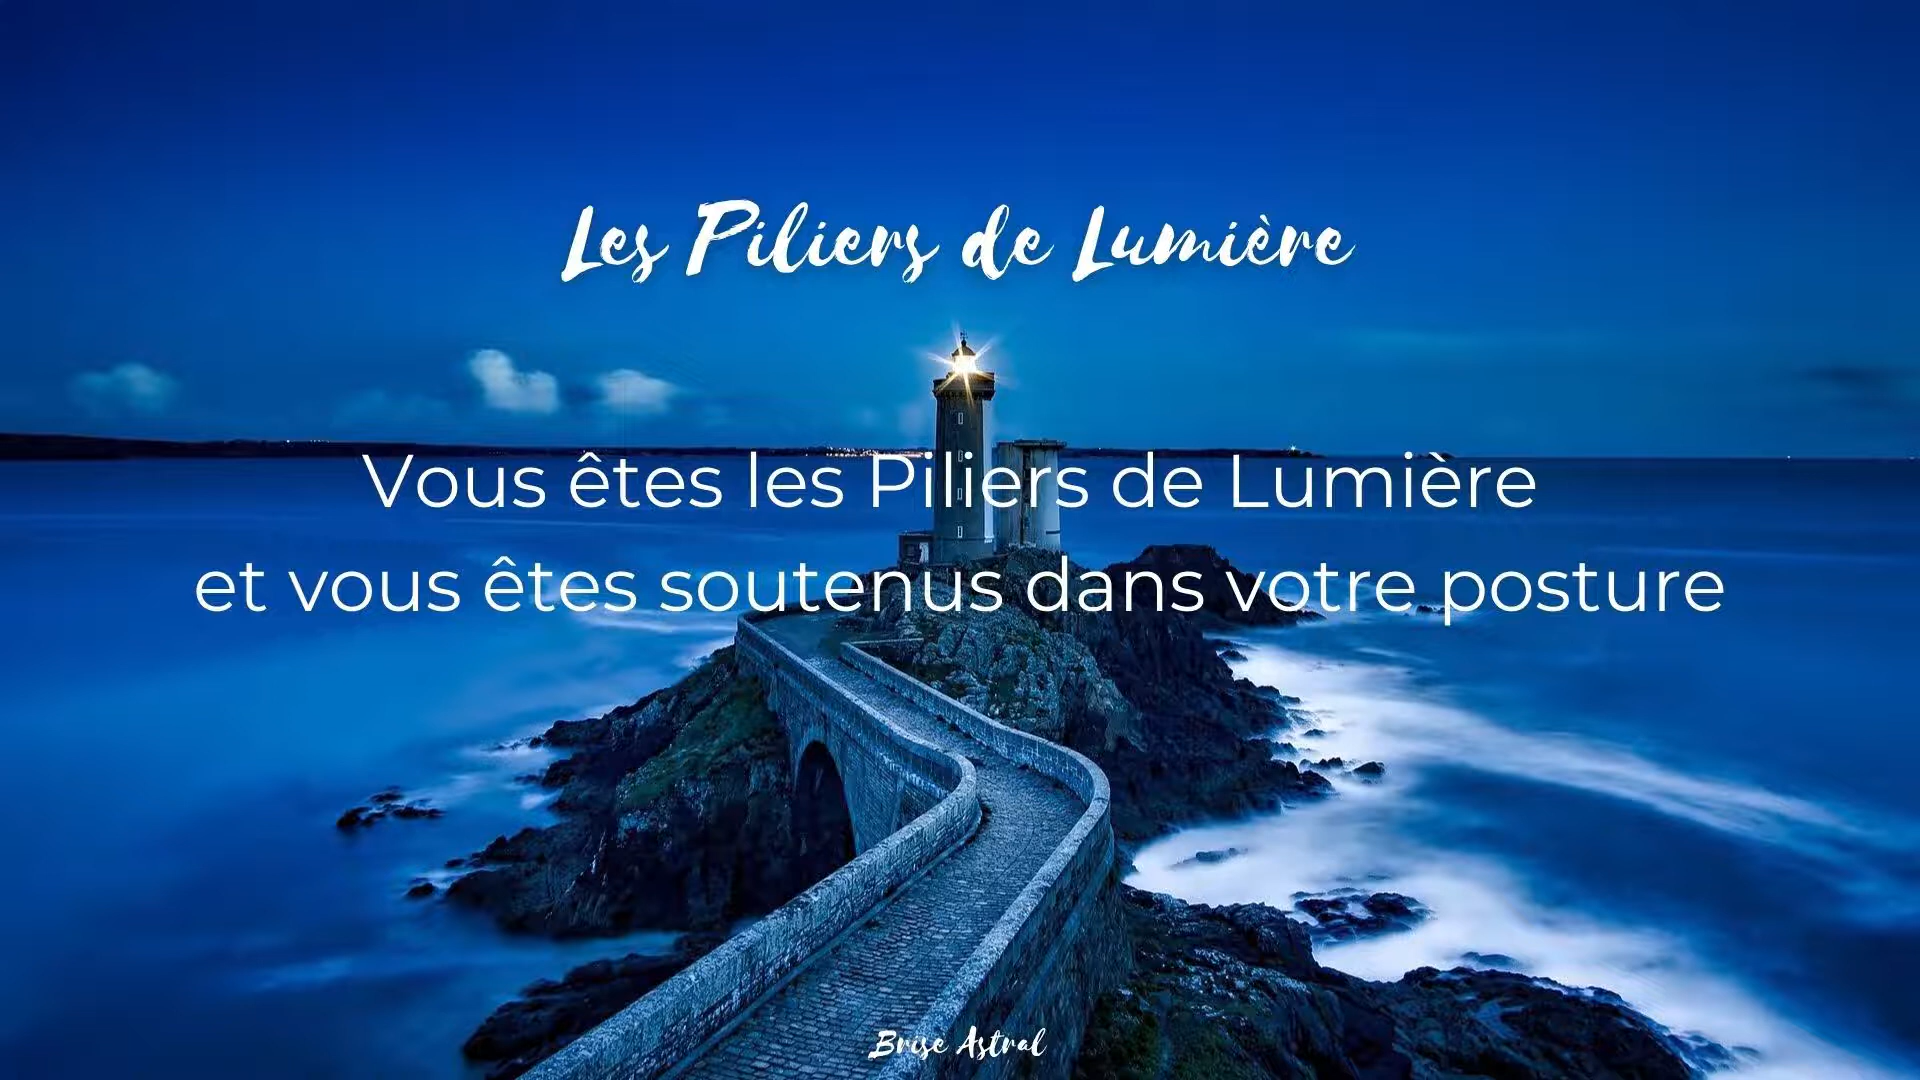 Les Piliers de Lumière
Vous êtes les Piliers de Lumière
et vous êtes soutenus dans votre posture
Brise Astral